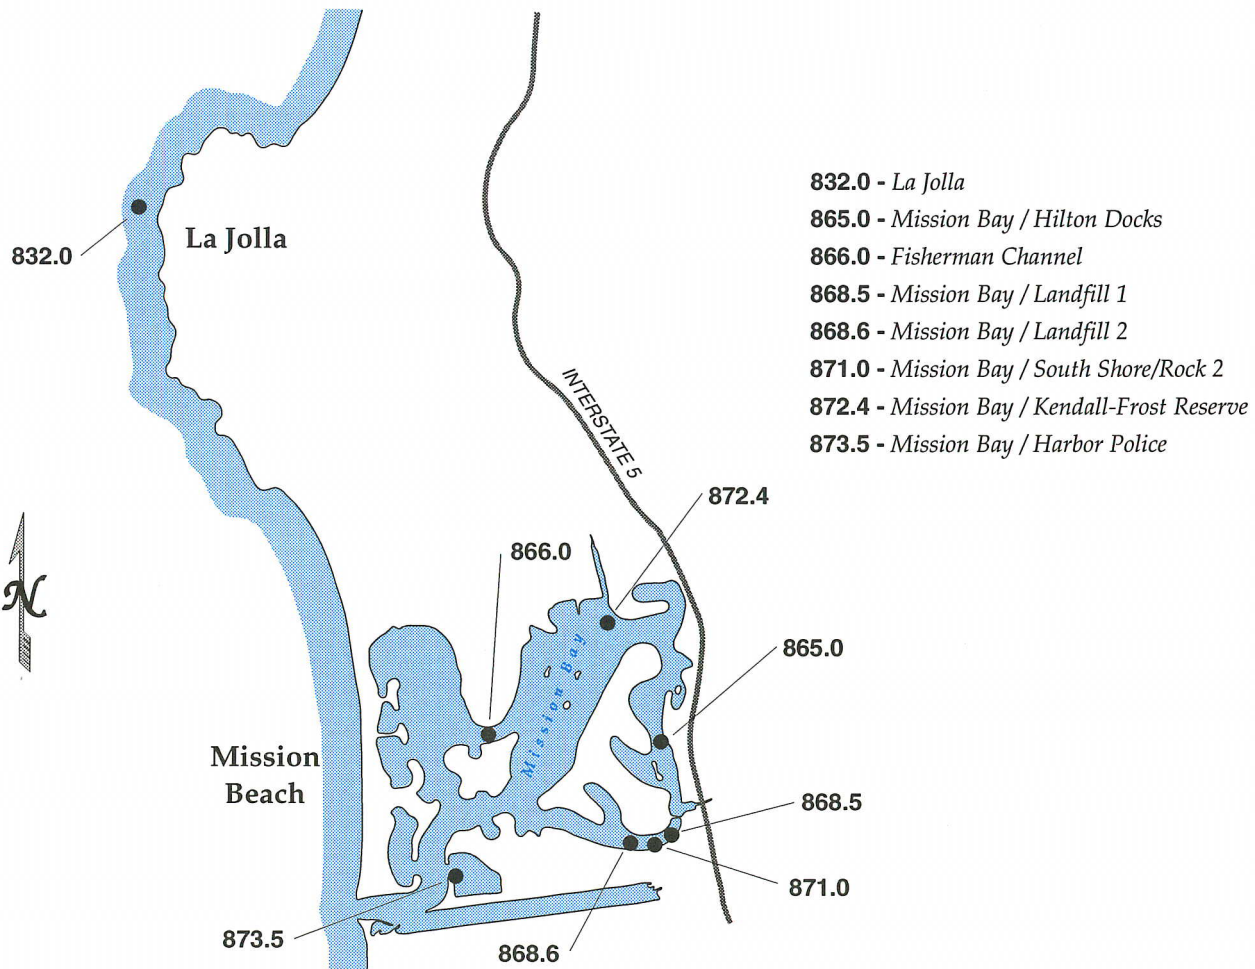 832.0 - La Jolla
865.0 - Mission Bay / Hilton Docks
866.0 - Fisherman Channel
868.5 - Mission Bay / Landfill 1
868.6 - Mission Bay / Landfill 2
871.0 - Mission Bay / South Shore/Rock 2
872.4 - Mission Bay / Kendall-Frost Reserve
873.5 - Mission Bay / Harbor Police
La Jolla
832.0
INTERSTATE 5
872.4
866.0
N
865.0
Mission Bay
Mission
Beach
868.5
871.0
873.5
868.6